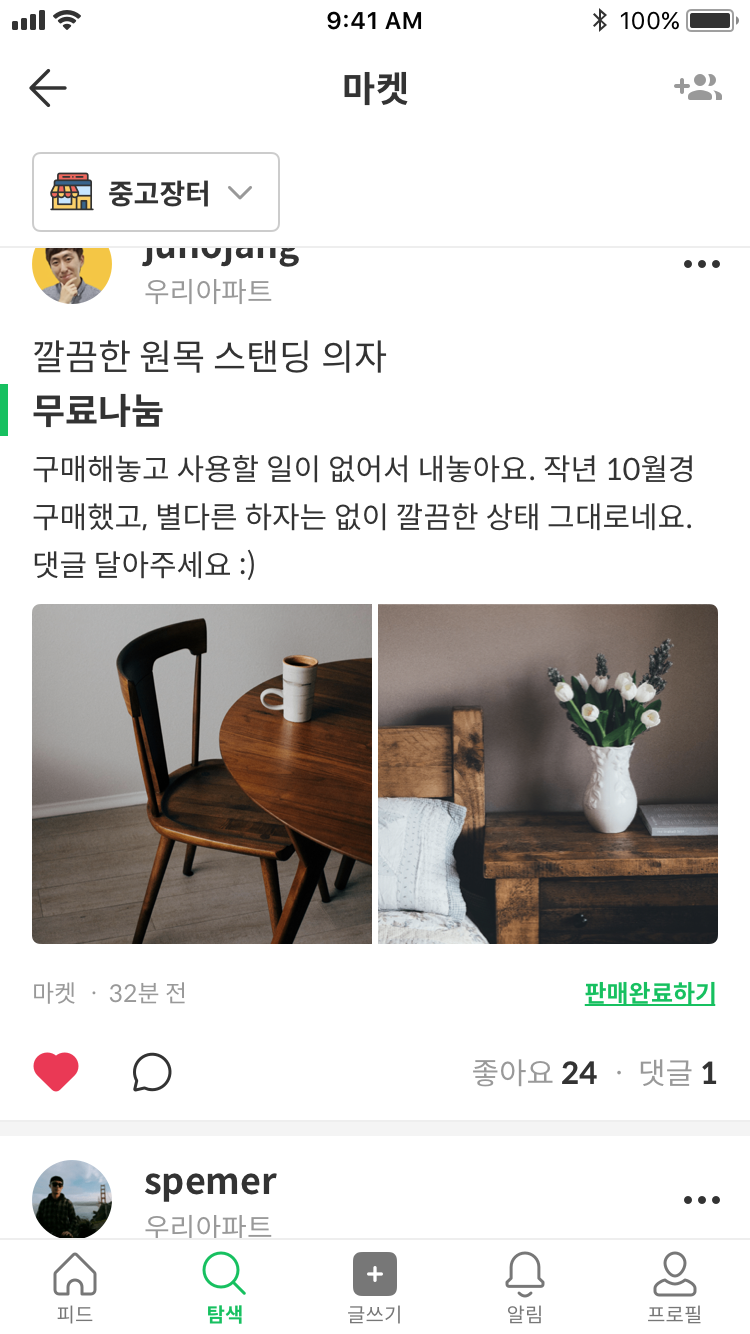 9:41 AM
100%
마켓
중고장터
junojang
우리아파트
깔끔한 원목 스탠딩 의자
무료나눔
구매해놓고 사용할 일이 없어서 내놓아요. 작년 10월경
구매했고, 별다른 하자는 없이 깔끔한 상태 그대로네요.
댓글 달아주세요 :)
마켓 · 32분 전
판매완료하기
좋아요 24 · 댓글 1
spemer
우리아파트
피드
탐색
글쓰기
알림
프로필